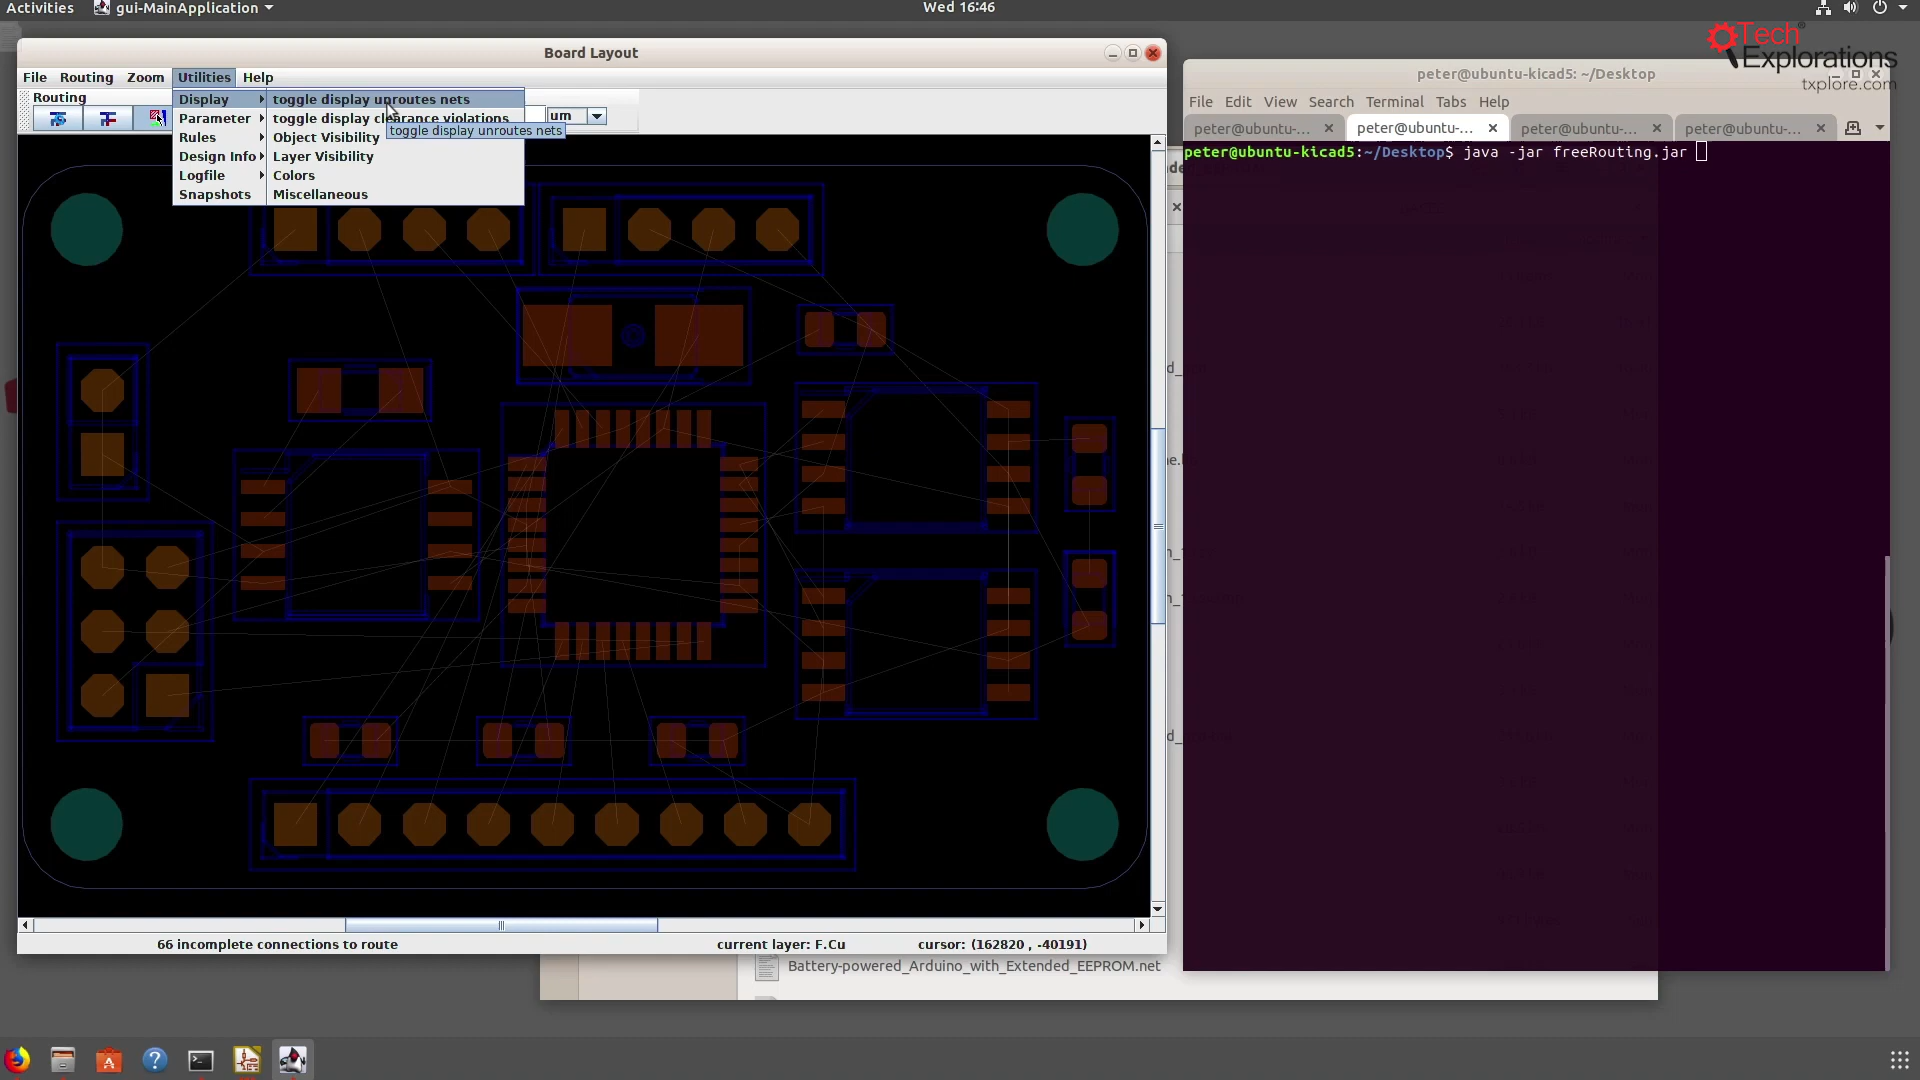 Activities
gui-MainApplication
Wed 16:46
Tech
Explorations
txplore.com
Board Layout
File Routing Zoom Utilities Help
Routing
um
Display
Parameter
Rules
Design Info
Logfile
Snapshots
toggle display unroutes nets
toggle display clearance violations
Object Visibility
Layer Visibility
Colors
Miscellaneous
toggle display unroutes nets
66 incomplete connections to route
current layer: F.Cu
cursor: (162820 , -40191)
peter@ubuntu-kicad5: ~/Desktop
File Edit View Search Terminal Tabs Help
peter@ubuntu-...
peter@ubuntu-...
peter@ubuntu-...
peter@ubuntu-...
peter@ubuntu-kicad5:~/Desktop$ java -jar freeRouting.jar
Battery-powered_Arduino_with_Extended_EEPROM.net